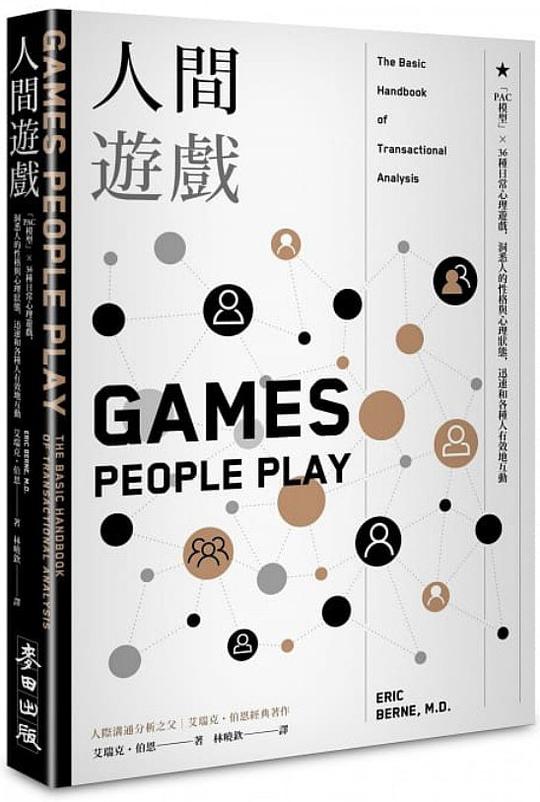 人間
遊戲
The Basic
Handbook
of
Transactional
Analysis
★「PAC模型」×36種日常心理遊戲,洞悉人的性格與心理狀態,迅速和各種人有效地互動
GAMES
PEOPLE PLAY
ERIC
BERNE, M.D.
人際溝通分析之父|艾瑞克・伯恩經典著作
艾瑞克・伯恩——著 林曉欽——譯
人間遊戲
GAMES PEOPLE PLAY
THE BASIC HANDBOOK
OF TRANSACTIONAL ANALYSIS
「PAC模型」×36種日常心理遊戲,
洞悉人的性格與心理狀態,迅速和各種人有效地互動
ERIC BERNE, M.D.
艾瑞克・伯恩——著 林曉欽——譯
麥田出版